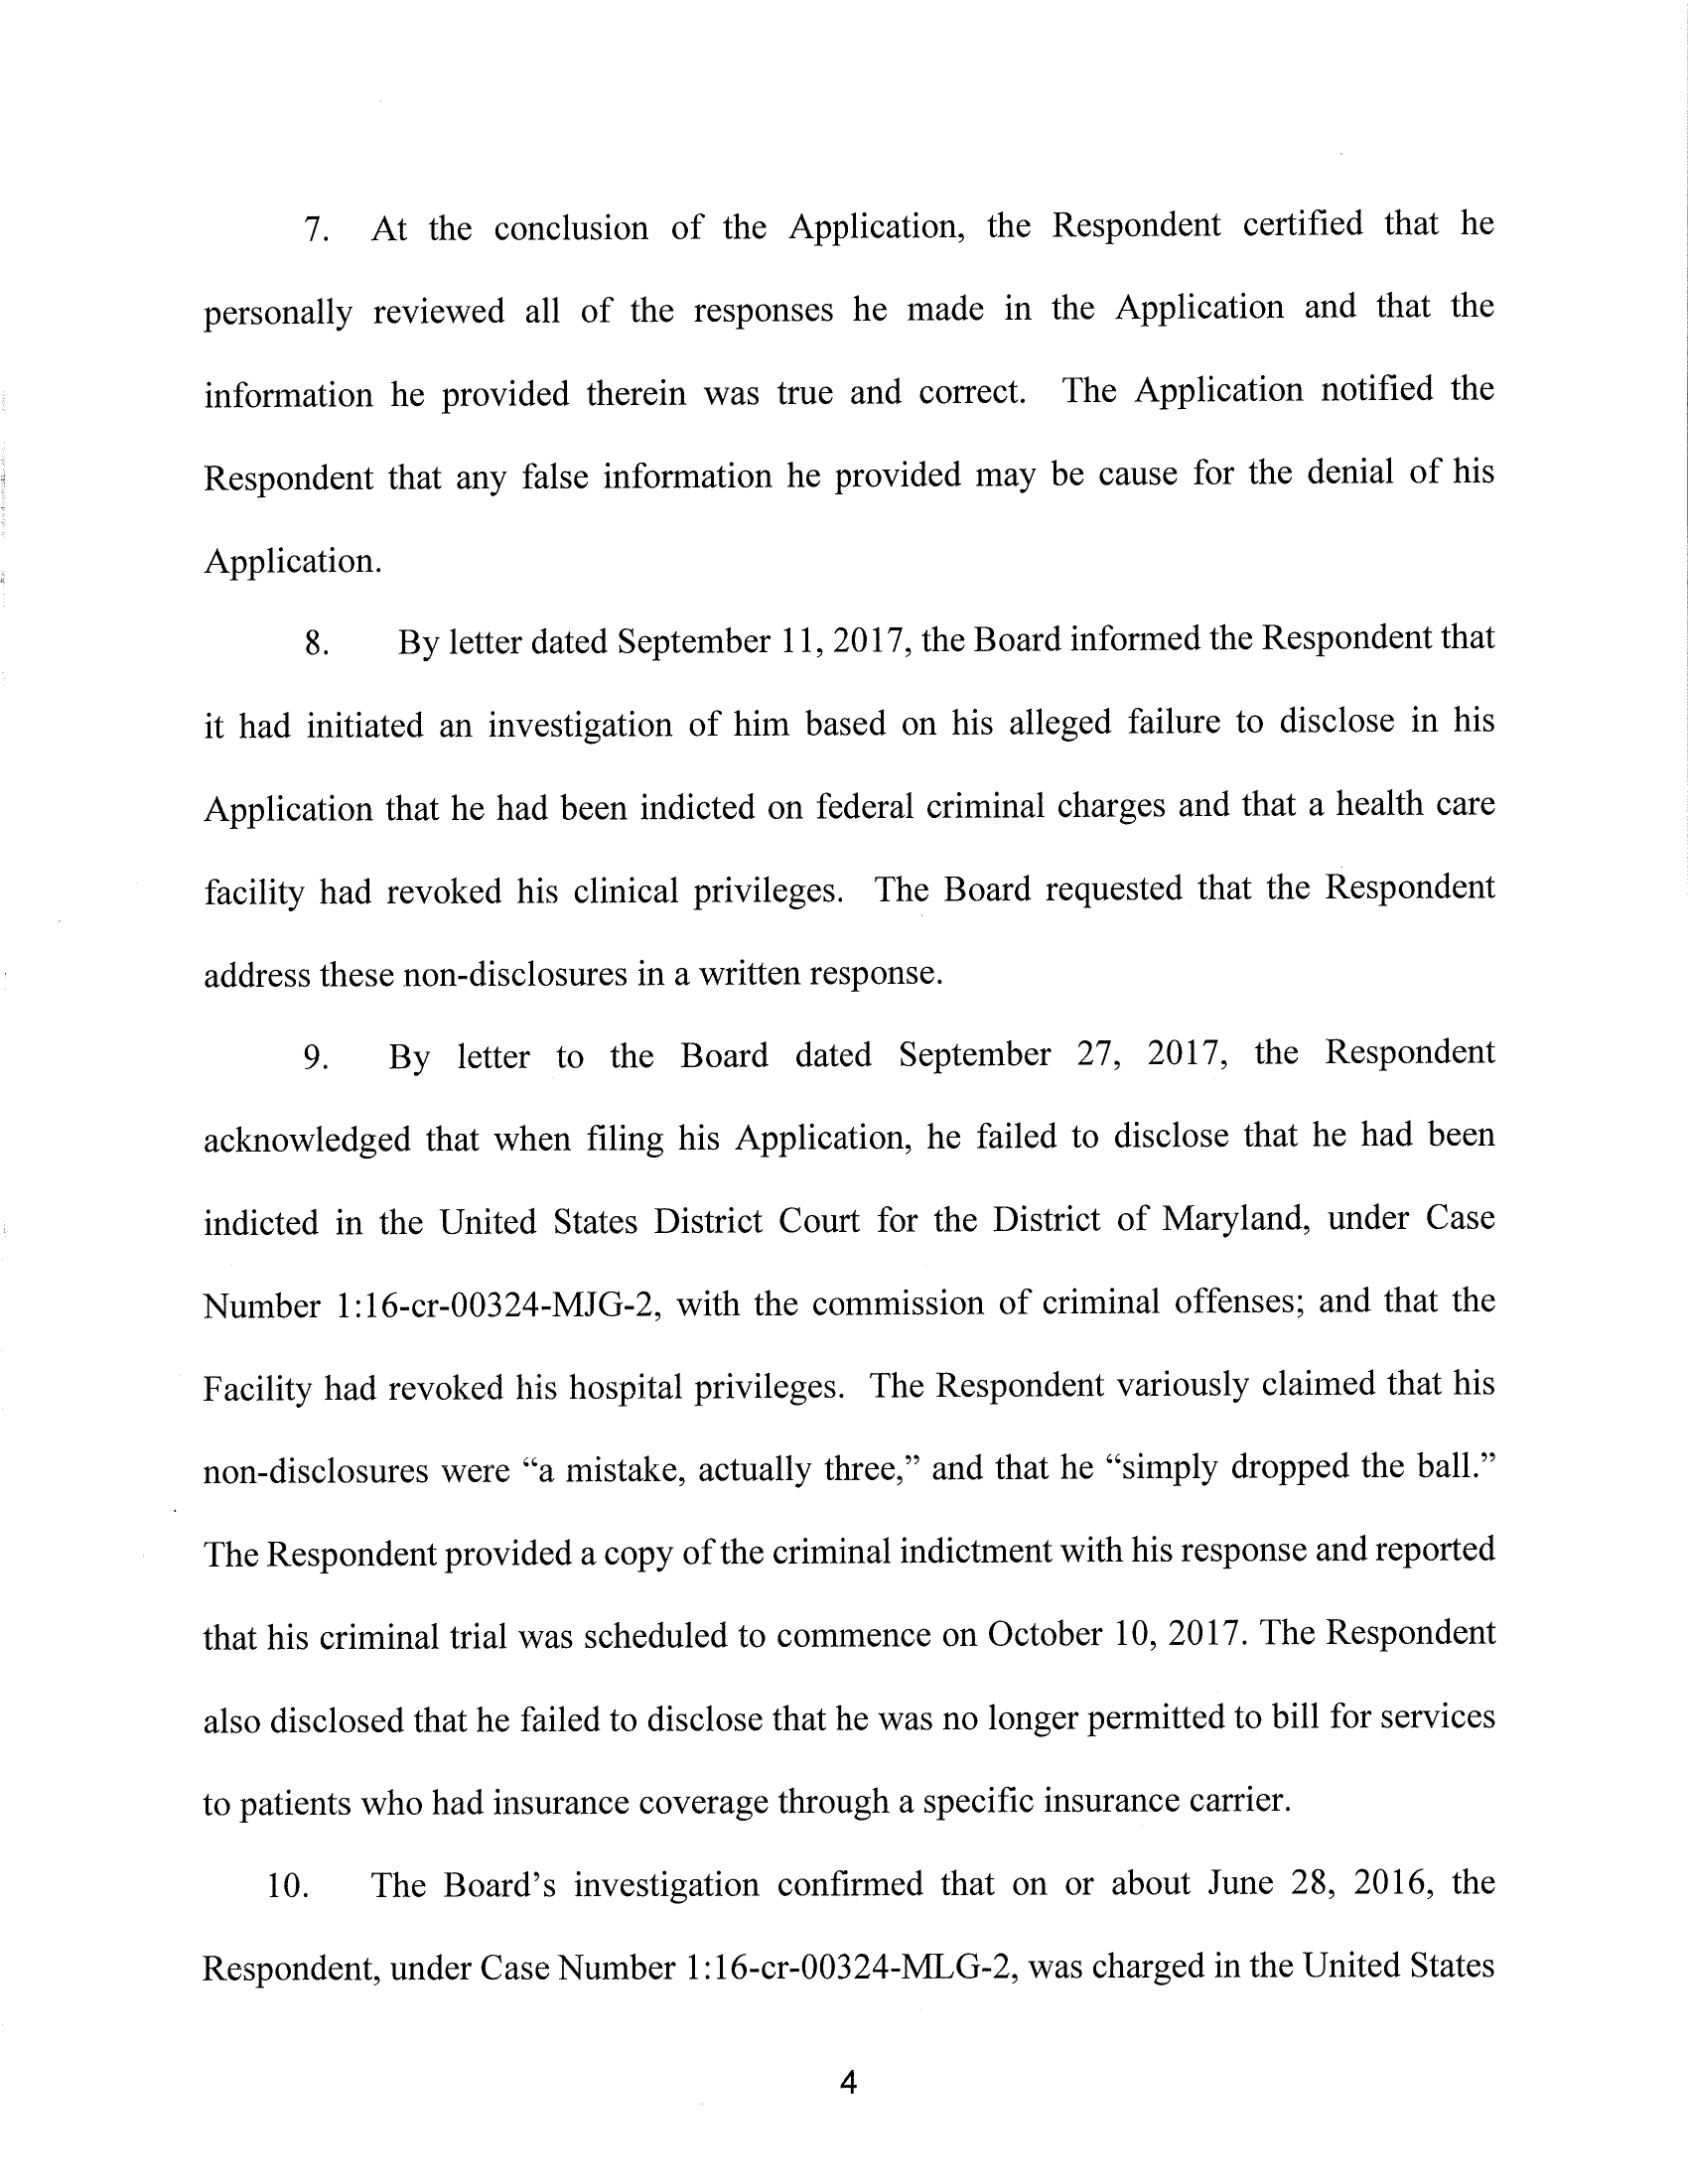 7. At the conclusion of the Application, the Respondent certified that he
personally reviewed all of the responses he made in the Application and that the
information he provided therein was true and correct. The Application notified the
Respondent that any false information he provided may be cause for the denial of his
Application.
8. By letter dated September 11, 2017, the Board informed the Respondent that
it had initiated an investigation of him based on his alleged failure to disclose in his
Application that he had been indicted on federal criminal charges and that a health care
facility had revoked his clinical privileges. The Board requested that the Respondent
address these non-disclosures in a written response.
9. By letter to the Board dated September 27, 2017, the Respondent
acknowledged that when filing his Application, he failed to disclose that he had been
indicted in the United States District Court for the District of Maryland, under Case
Number 1:16-cr-00324-MJG-2, with the commission of criminal offenses; and that the
Facility had revoked his hospital privileges. The Respondent variously claimed that his
non-disclosures were “a mistake, actually three,” and that he “simply dropped the ball.”
The Respondent provided a copy of the criminal indictment with his response and reported
that his criminal trial was scheduled to commence on October 10, 2017. The Respondent
also disclosed that he failed to disclose that he was no longer permitted to bill for services
to patients who had insurance coverage through a specific insurance carrier.
10. The Board’s investigation confirmed that on or about June 28, 2016, the
Respondent, under Case Number 1:16-cr-00324-MLG-2, was charged in the United States
4